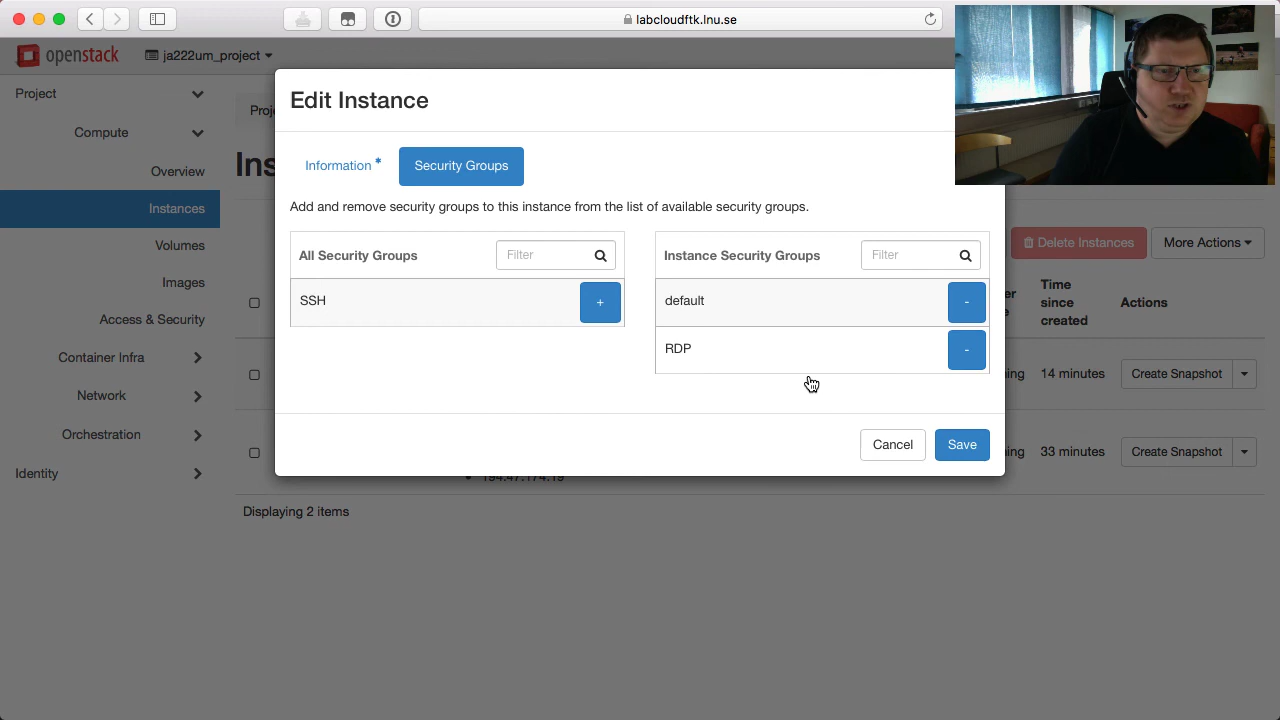 labcloudftk.lnu.se
openstack
ja222um_project
Project
Compute
Overview
Instances
Volumes
Images
Access & Security
Container Infra
Network
Orchestration
Identity
Proj
Ins
Edit Instance
Information *
Security Groups
Add and remove security groups to this instance from the list of available security groups.
All Security Groups
Filter
SSH
+
Instance Security Groups
Filter
default
-
RDP
-
Cancel
Save
Delete Instances
More Actions
Time
since
created
Actions
14 minutes
Create Snapshot
33 minutes
Create Snapshot
194.47.174.19
Displaying 2 items